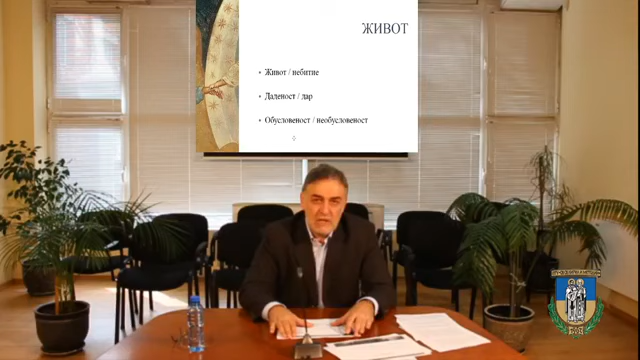 ЖИВОТ
Живот / небитие
Даденост / дар
Обусловеност / необусловеност